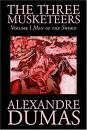 THE THREE
MUSKETEERS
Volume I Men of the Sword
ALEXANDRE
DUMAS